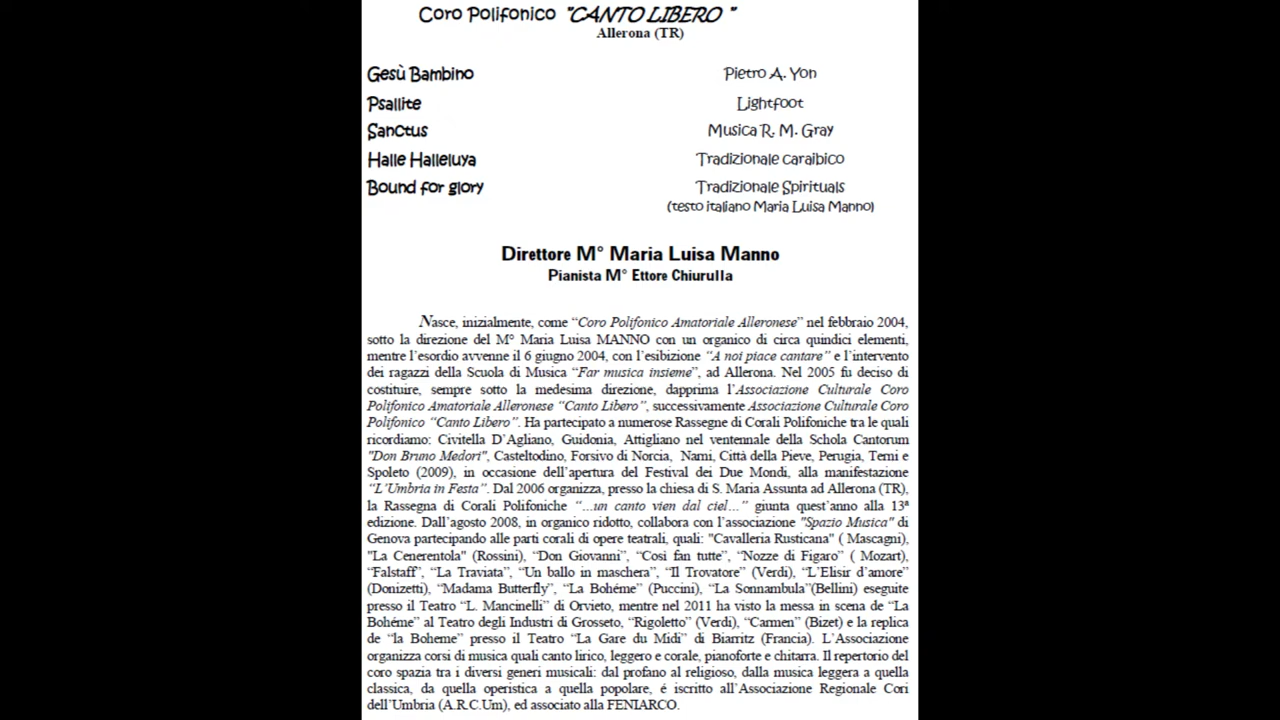 Coro Polifonico "CANTO LIBERO "
Allerona (TR)
Gesù Bambino Pietro A. Yon
Psallite Lightfoot
Sanctus Musica R. M. Gray
Halle Halleluya Tradizionale caraibico
Bound for glory Tradizionale Spirituals
(testo italiano Maria Luisa Manno)
Direttore M° Maria Luisa Manno
Pianista M° Ettore Chiurulla
Nasce, inizialmente, come “Coro Polifonico Amatoriale Alleronese” nel febbraio 2004,
sotto la direzione del M° Maria Luisa MANNO con un organico di circa quindici elementi,
mentre l’esordio avvenne il 6 giugno 2004, con l’esibizione “A noi piace cantare” e l’intervento
dei ragazzi della Scuola di Musica “Far musica insieme”, ad Allerona. Nel 2005 fu deciso di
costituire, sempre sotto la medesima direzione, dapprima l’Associazione Culturale Coro
Polifonico Amatoriale Alleronese “Canto Libero”, successivamente Associazione Culturale Coro
Polifonico “Canto Libero”. Ha partecipato a numerose Rassegne di Corali Polifoniche tra le quali
ricordiamo: Civitella D’Agliano, Guidonia, Attigliano nel ventennale della Schola Cantorum
"Don Bruno Medori", Casteltodino, Forsivo di Norcia, Narni, Città della Pieve, Perugia, Terni e
Spoleto (2009), in occasione dell’apertura del Festival dei Due Mondi, alla manifestazione
“L’Umbria in Festa”. Dal 2006 organizza, presso la chiesa di S. Maria Assunta ad Allerona (TR),
la Rassegna di Corali Polifoniche “…un canto vien dal ciel…” giunta quest’anno alla 13ª
edizione. Dall’agosto 2008, in organico ridotto, collabora con l’associazione "Spazio Musica" di
Genova partecipando alle parti corali di opere teatrali, quali: "Cavalleria Rusticana" ( Mascagni),
"La Cenerentola" (Rossini), “Don Giovanni”, “Cosi fan tutte”, “Nozze di Figaro” ( Mozart),
“Falstaff”, “La Traviata”, “Un ballo in maschera”, “Il Trovatore” (Verdi), “L’Elisir d’amore”
(Donizetti), “Madama Butterfly”, “La Bohéme” (Puccini), “La Sonnambula”(Bellini) eseguite
presso il Teatro “L. Mancinelli” di Orvieto, mentre nel 2011 ha visto la messa in scena de “La
Bohéme” al Teatro degli Industri di Grosseto, “Rigoletto” (Verdi), “Carmen” (Bizet) e la replica
de “la Boheme” presso il Teatro “La Gare du Midi” di Biarritz (Francia). L’Associazione
organizza corsi di musica quali canto lirico, leggero e corale, pianoforte e chitarra. Il repertorio del
coro spazia tra i diversi generi musicali: dal profano al religioso, dalla musica leggera a quella
classica, da quella operistica a quella popolare, é iscritto all’Associazione Regionale Cori
dell’Umbria (A.R.C.Um), ed associato alla FENIARCO.